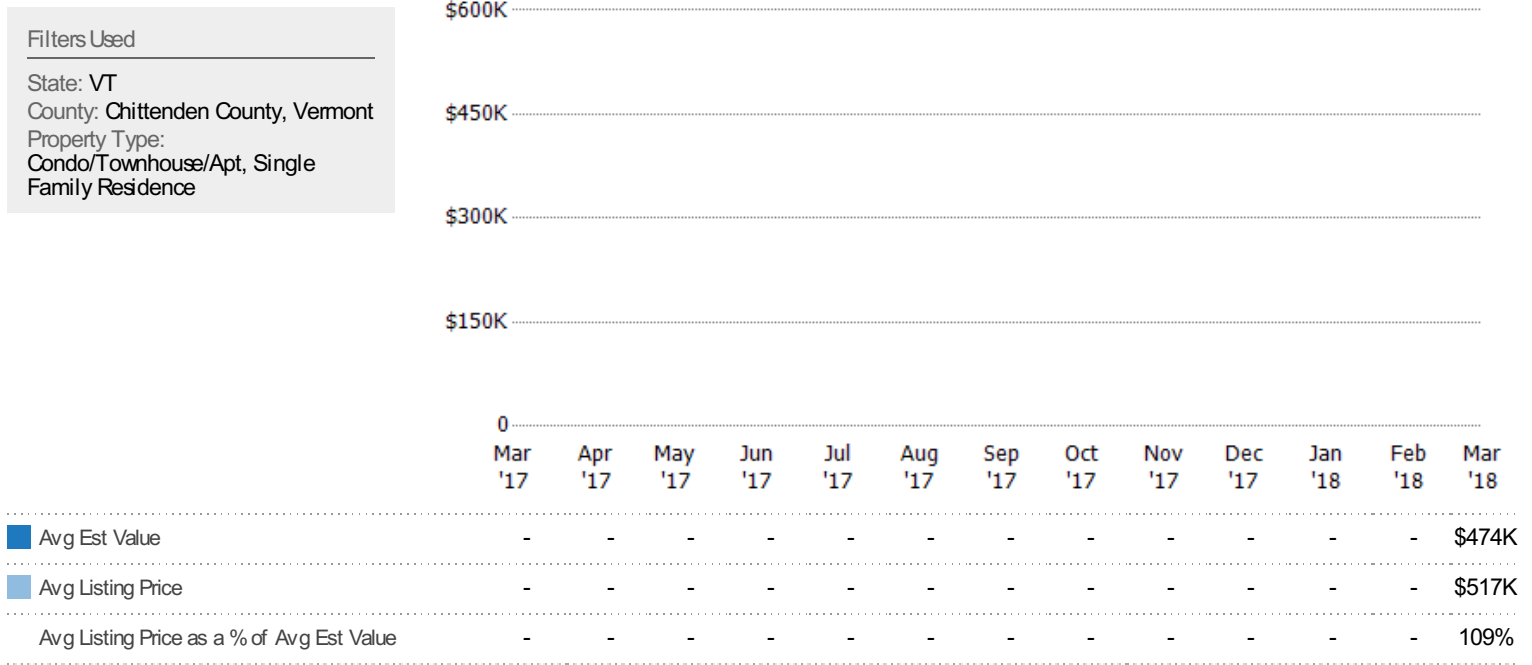 Filters Used
State: VT
County: Chittenden County, Vermont
Property Type:
Condo/Townhouse/Apt, Single
Family Residence
$600K
$450K
$300K
$150K
0
Mar Apr May Jun Jul Aug Sep Oct Nov Dec Jan Feb Mar
'17 '17 '17 '17 '17 '17 '17 '17 '17 '17 '18 '18 '18
Avg Est Value - - - - - - - - - - - - $474K
Avg Listing Price - - - - - - - - - - - - $517K
Avg Listing Price as a % of Avg Est Value - - - - - - - - - - - - 109%